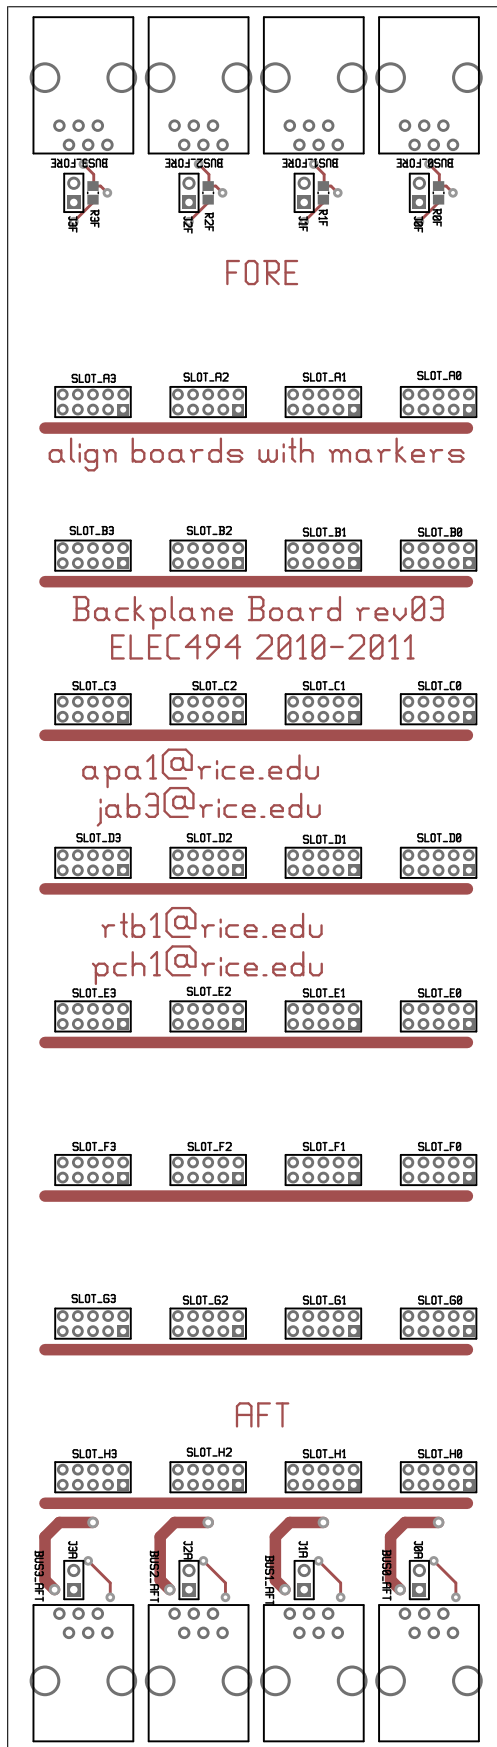 BUS3_FORE BUS2_FORE BUS1_FORE BUS0_FORE
J3F R3F J2F R2F J1F R1F J0F R0F
FORE
SLOT_A3 SLOT_A2 SLOT_A1 SLOT_A0
align boards with markers
SLOT_B3 SLOT_B2 SLOT_B1 SLOT_B0
Backplane Board rev03
ELEC494 2010-2011
SLOT_C3 SLOT_C2 SLOT_C1 SLOT_C0
apa1@rice.edu
jab3@rice.edu
SLOT_D3 SLOT_D2 SLOT_D1 SLOT_D0
rtb1@rice.edu
pch1@rice.edu
SLOT_E3 SLOT_E2 SLOT_E1 SLOT_E0
SLOT_F3 SLOT_F2 SLOT_F1 SLOT_F0
SLOT_G3 SLOT_G2 SLOT_G1 SLOT_G0
AFT
SLOT_H3 SLOT_H2 SLOT_H1 SLOT_H0
BUS3_AFT J3A BUS2_AFT J2A BUS1_AFT J1A BUS0_AFT J0A